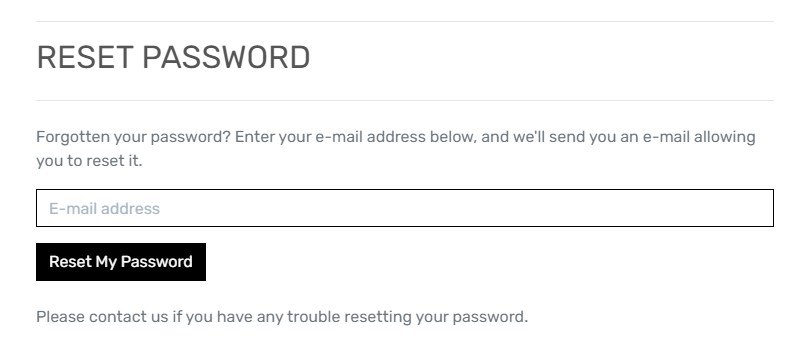 RESET PASSWORD
Forgotten your password? Enter your e-mail address below, and we'll send you an e-mail allowing
you to reset it.
E-mail address
Reset My Password
Please contact us if you have any trouble resetting your password.